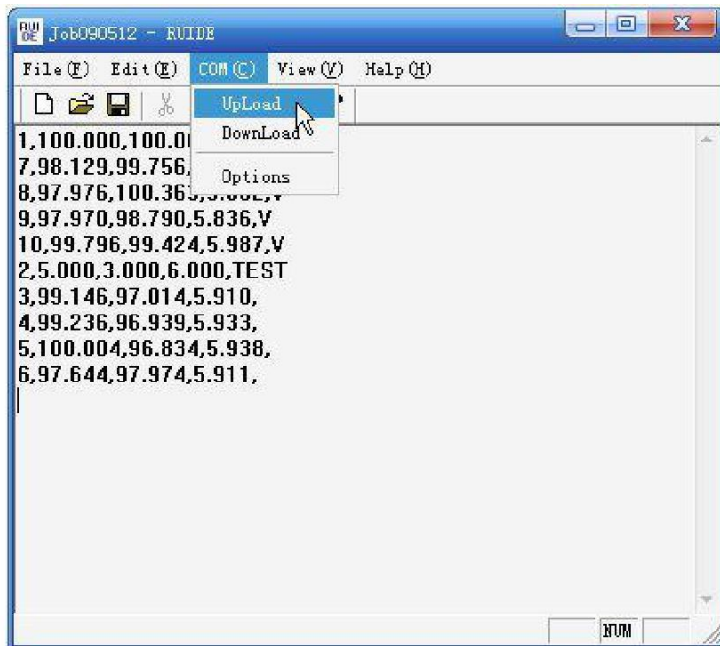 RUI
DE
Job090512 - RUIDE
File(F) Edit(E) COM(C) View(V) Help(H)
UpLoad
DownLoad
Options
1,100.000,100.0
7,98.129,99.756,
8,97.976,100.363,
9,97.970,98.790,5.836,V
10,99.796,99.424,5.987,V
2,5.000,3.000,6.000,TEST
3,99.146,97.014,5.910,
4,99.236,96.939,5.933,
5,100.004,96.834,5.938,
6,97.644,97.974,5.911,
NUM